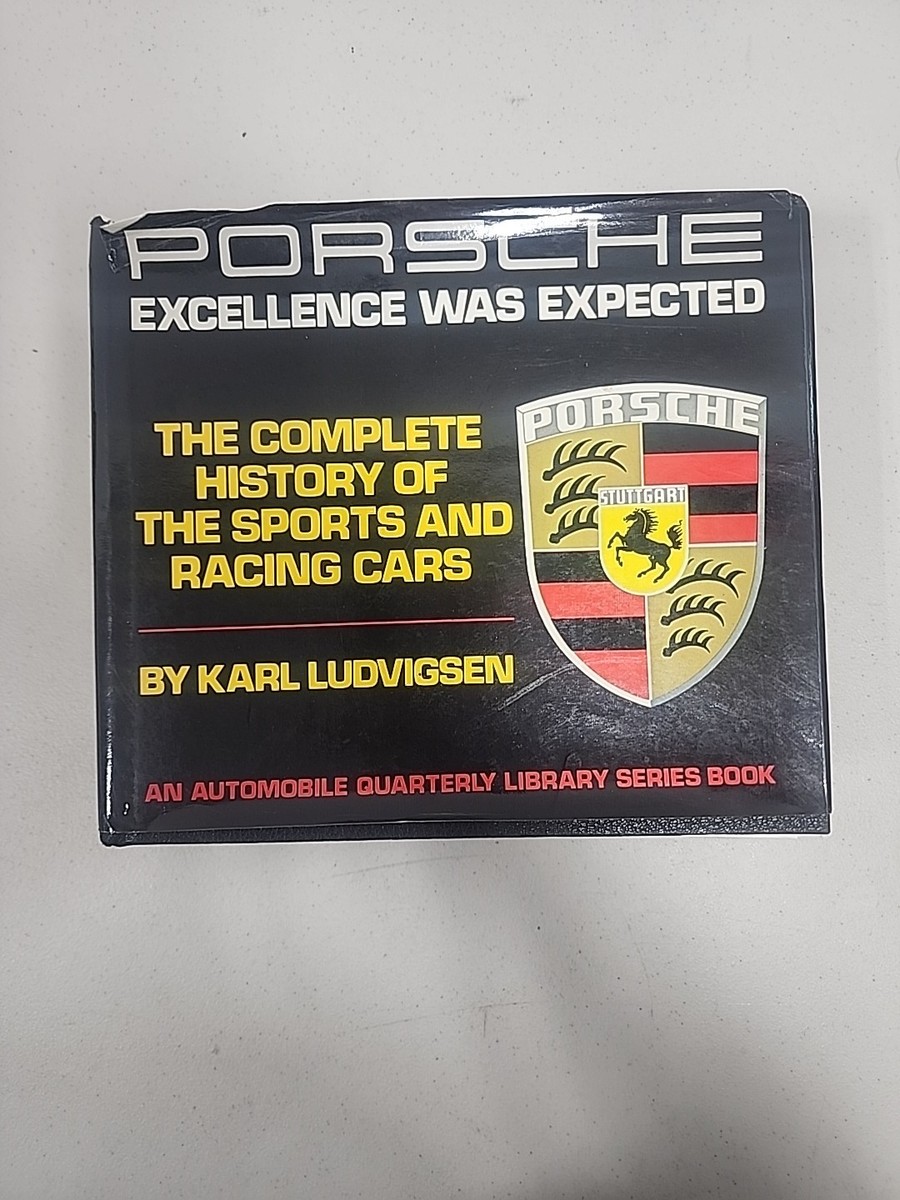 PORSCHE
EXCELLENCE WAS EXPECTED
THE COMPLETE
HISTORY OF
THE SPORTS AND
RACING CARS
BY KARL LUDVIGSEN
PORSCHE
STUTTGART
AN AUTOMOBILE QUARTERLY LIBRARY SERIES BOOK